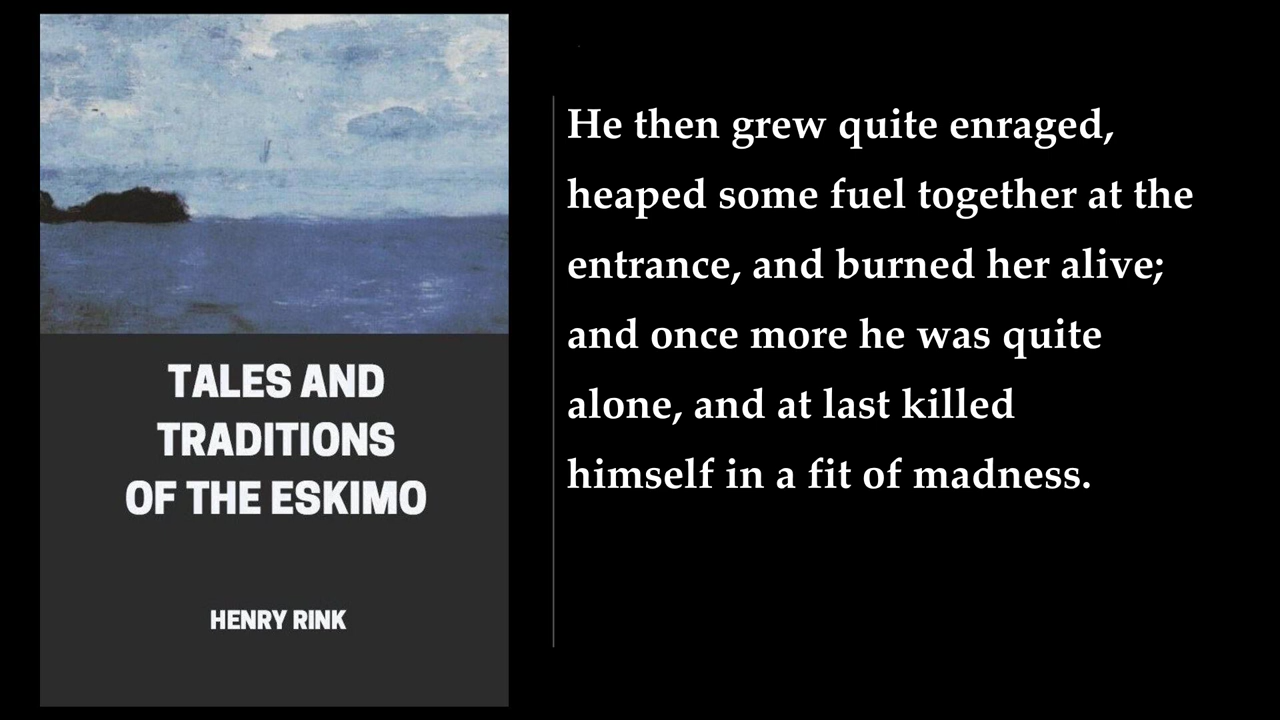 TALES AND
TRADITIONS
OF THE ESKIMO
HENRY RINK
He then grew quite enraged,
heaped some fuel together at the
entrance, and burned her alive;
and once more he was quite
alone, and at last killed
himself in a fit of madness.